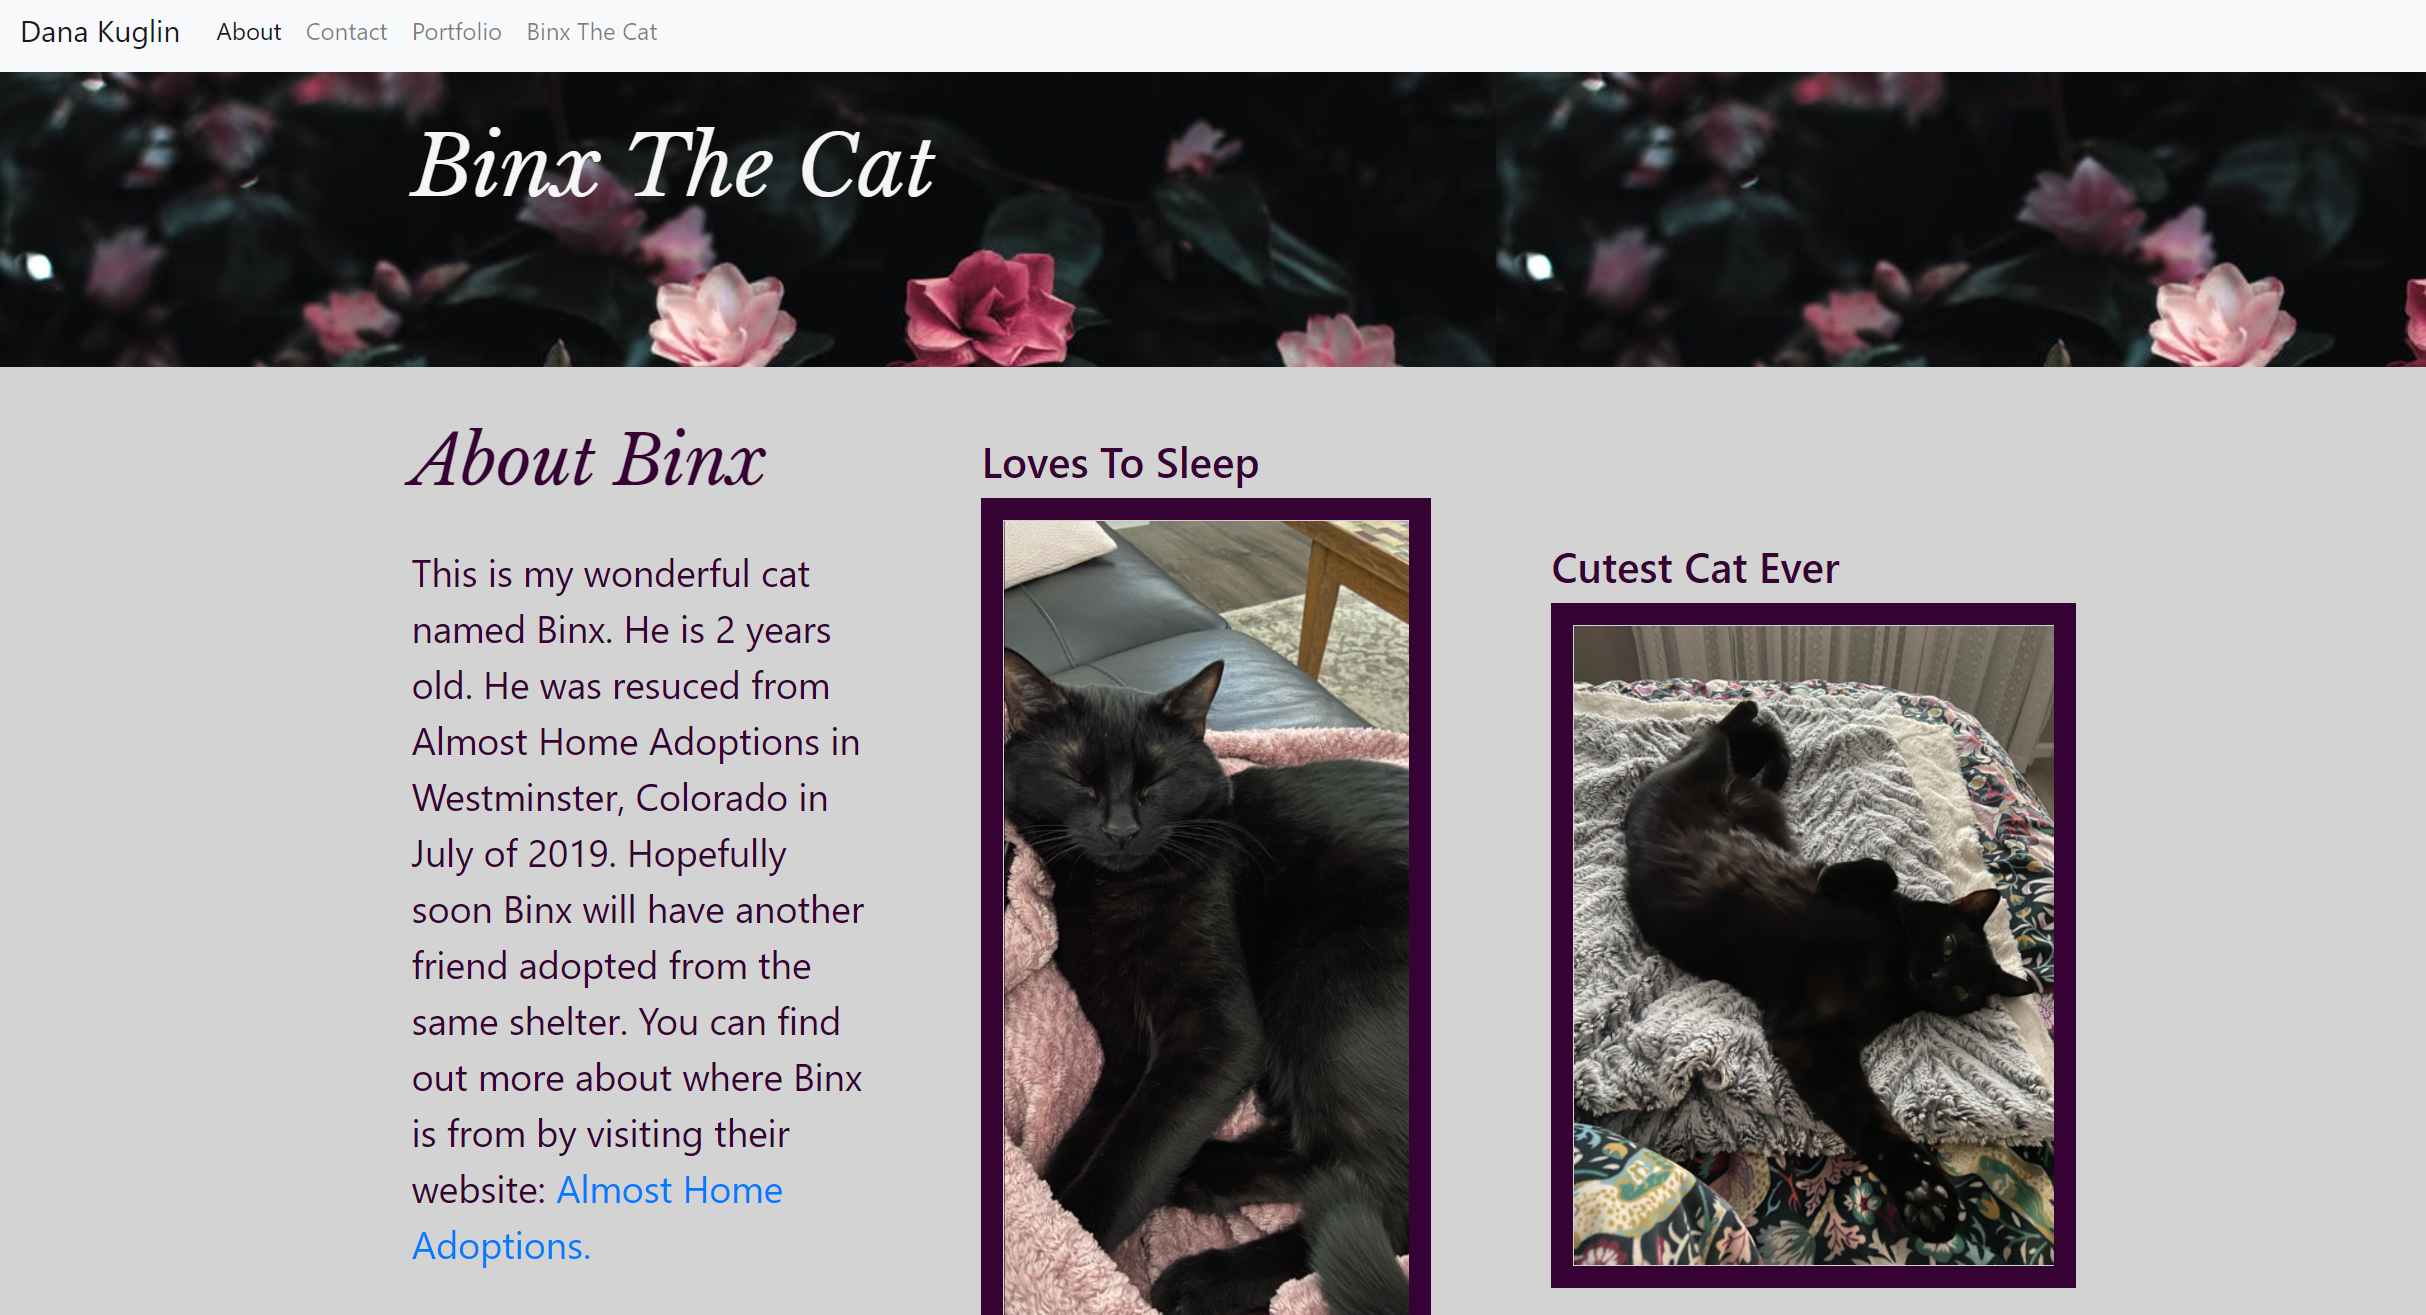 Dana Kuglin About Contact Portfolio Binx The Cat
Binx The Cat
About Binx
This is my wonderful cat
named Binx. He is 2 years
old. He was resuced from
Almost Home Adoptions in
Westminster, Colorado in
July of 2019. Hopefully
soon Binx will have another
friend adopted from the
same shelter. You can find
out more about where Binx
is from by visiting their
website: Almost Home
Adoptions.
Loves To Sleep
Cutest Cat Ever